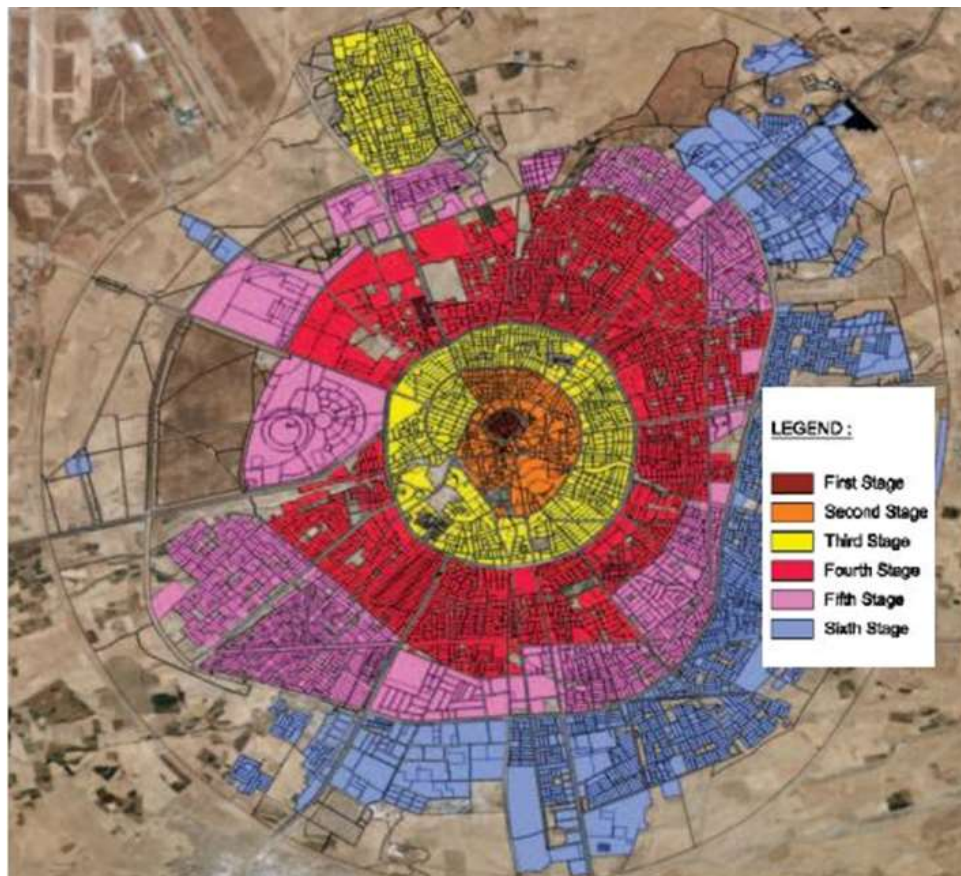 LEGEND :
First Stage
Second Stage
Third Stage
Fourth Stage
Fifth Stage
Sixth Stage